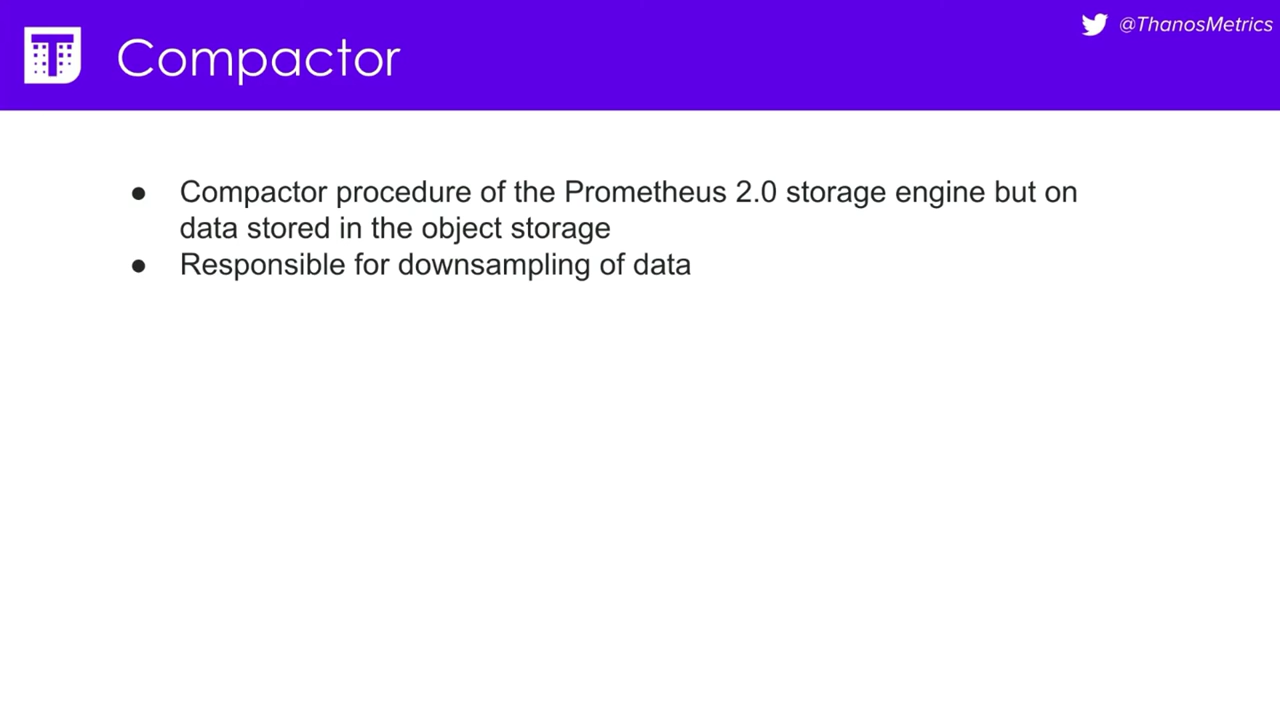 @ThanosMetrics
Compactor
● Compactor procedure of the Prometheus 2.0 storage engine but on
data stored in the object storage
● Responsible for downsampling of data